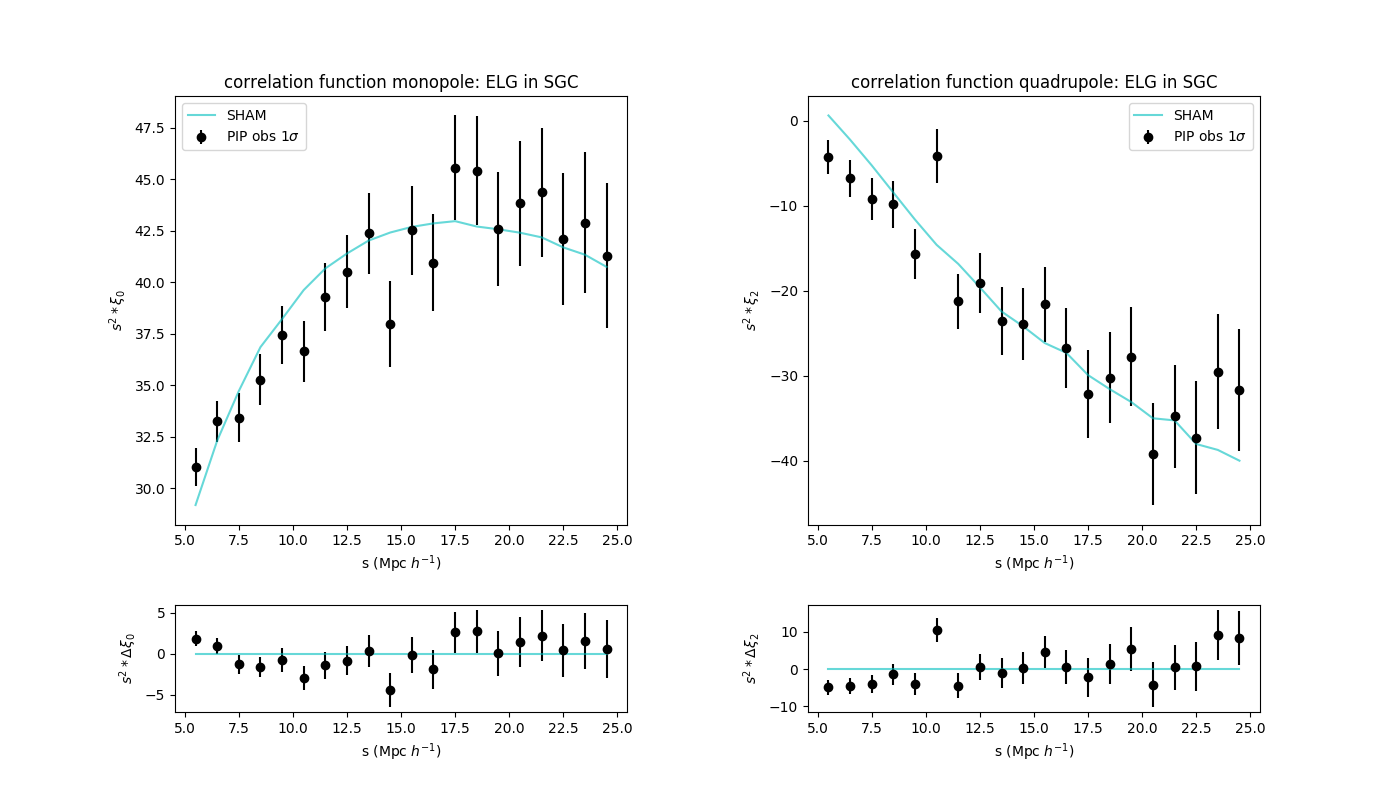 correlation function monopole: ELG in SGC
SHAM
PIP obs 1σ
47.5
45.0
42.5
40.0
37.5
35.0
32.5
30.0
s² * ξ₀
5.0 7.5 10.0 12.5 15.0 17.5 20.0 22.5 25.0
s (Mpc h⁻¹)
5
0
−5
s² * Δξ₀
5.0 7.5 10.0 12.5 15.0 17.5 20.0 22.5 25.0
s (Mpc h⁻¹)
correlation function quadrupole: ELG in SGC
SHAM
PIP obs 1σ
0
−10
−20
−30
−40
s² * ξ₂
5.0 7.5 10.0 12.5 15.0 17.5 20.0 22.5 25.0
s (Mpc h⁻¹)
10
0
−10
s² * Δξ₂
5.0 7.5 10.0 12.5 15.0 17.5 20.0 22.5 25.0
s (Mpc h⁻¹)